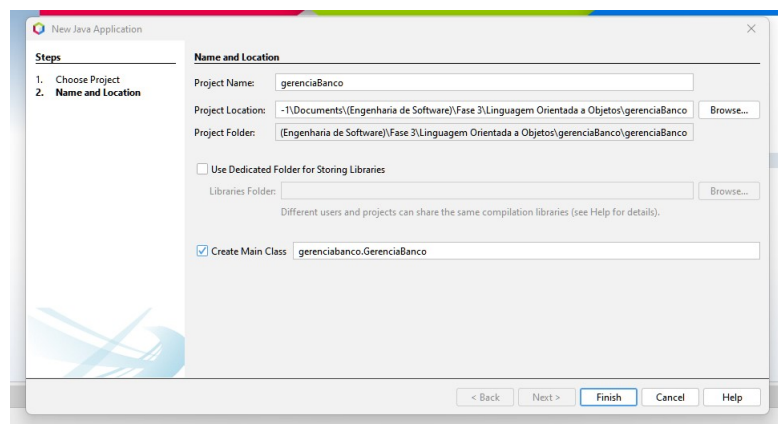 New Java Application
Steps
1. Choose Project
2. Name and Location
Name and Location
Project Name: gerenciaBanco
Project Location: -1\Documents\(Engenharia de Software)\Fase 3\Linguagem Orientada a Objetos\gerenciaBanco Browse...
Project Folder: (Engenharia de Software)\Fase 3\Linguagem Orientada a Objetos\gerenciaBanco\gerenciaBanco
Use Dedicated Folder for Storing Libraries
Libraries Folder: Browse...
Different users and projects can share the same compilation libraries (see Help for details).
Create Main Class gerenciabanco.GerenciaBanco
< Back Next > Finish Cancel Help